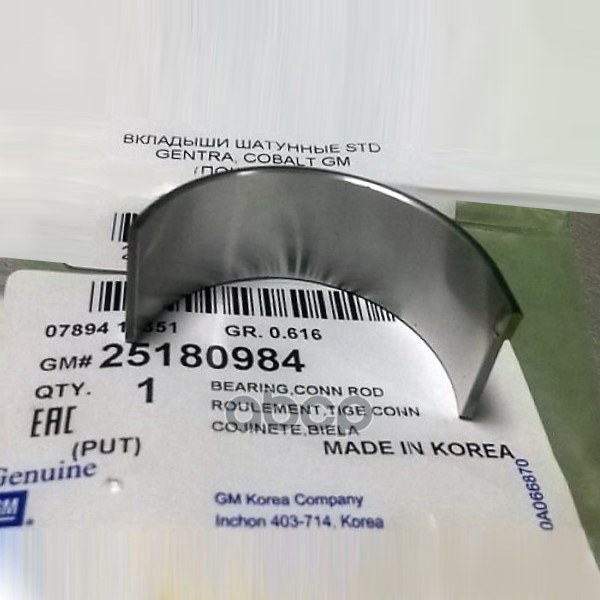 ВКЛАДЫШИ ШАТУННЫЕ STD
GENTRA, COBALT GM
GR. 0.616
GM# 25180984
QTY. 1
BEARING,CONN ROD
ROULEMENT,TIGE,CONN
COJINETE,BIELA
EAC
(PUT)
MADE IN KOREA
Genuine
GM
GM Korea Company
Inchon 403-714, Korea
0A066870